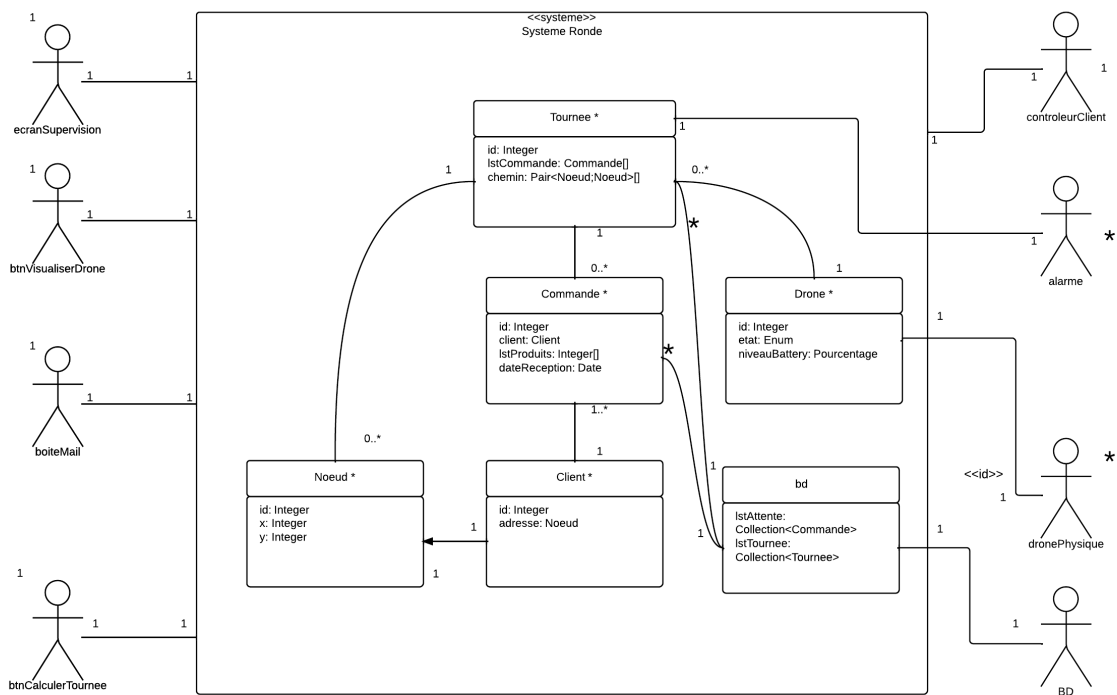 <<systeme>>
Systeme Ronde
1
1
1
ecranSupervision
1
1
1
btnVisualiserDrone
1
1
1
boiteMail
1
1
1
btnCalculerTournee
Tournee *
id: Integer
lstCommande: Commande[]
chemin: Pair<Noeud;Noeud>[]
1
1
0..*
*
1
0..*
1
Commande *
id: Integer
client: Client
lstProduits: Integer[]
dateReception: Date
*
1..*
1
Drone *
id: Integer
etat: Enum
niveauBattery: Pourcentage
0..*
Noeud *
id: Integer
x: Integer
y: Integer
1
1
Client *
id: Integer
adresse: Noeud
1
1
bd
lstAttente:
Collection<Commande>
lstTournee:
Collection<Tournee>
1
1
1
controleurClient
1
*
alarme
1
<<id>>
1
*
dronePhysique
1
1
BD